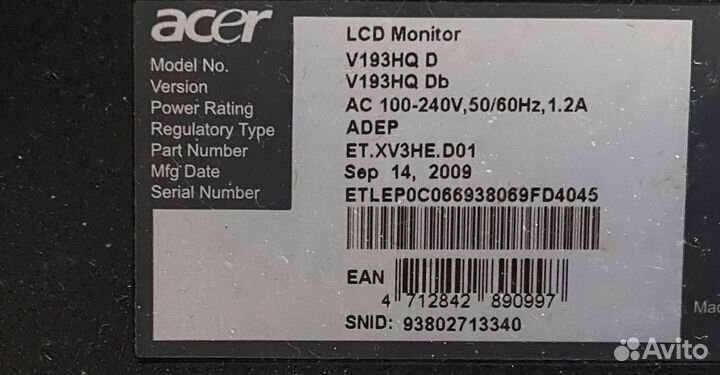 acer
LCD Monitor
Model No. V193HQ D
Version V193HQ Db
Power Rating AC 100-240V,50/60Hz,1.2A
Regulatory Type ADEP
Part Number ET.XV3HE.D01
Mfg Date Sep 14, 2009
Serial Number ETLEP0C066938069FD4045
EAN
4 712842 890997
SNID: 93802713340
Avito